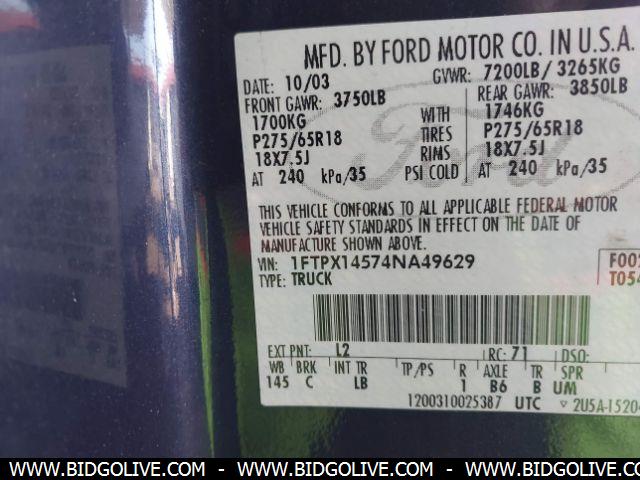 MFD. BY FORD MOTOR CO. IN U.S.A.
DATE: 10/03 GVWR: 7200LB/ 3265KG
FRONT GAWR: 3750LB REAR GAWR: 3850LB
1700KG WITH 1746KG
P275/65R18 TIRES P275/65R18
18X7.5J RIMS 18X7.5J
AT 240 kPa/35 PSI COLD AT 240 kPa/35
Ford
THIS VEHICLE CONFORMS TO ALL APPLICABLE FEDERAL MOTOR
VEHICLE SAFETY STANDARDS IN EFFECT ON THE DATE OF
MANUFACTURE SHOWN ABOVE.
VIN: 1FTPX14574NA49629
TYPE: TRUCK
EXT PNT: L2 RC: 71 DSO:
WB BRK INT TR TP/PS R AXLE TR SPR
145 C LB 1 B6 B UM
1200310025387 UTC
WWW.BIDGOLIVE.COM - WWW.BIDGOLIVE.COM - WWW.BIDGOLIVE.COM